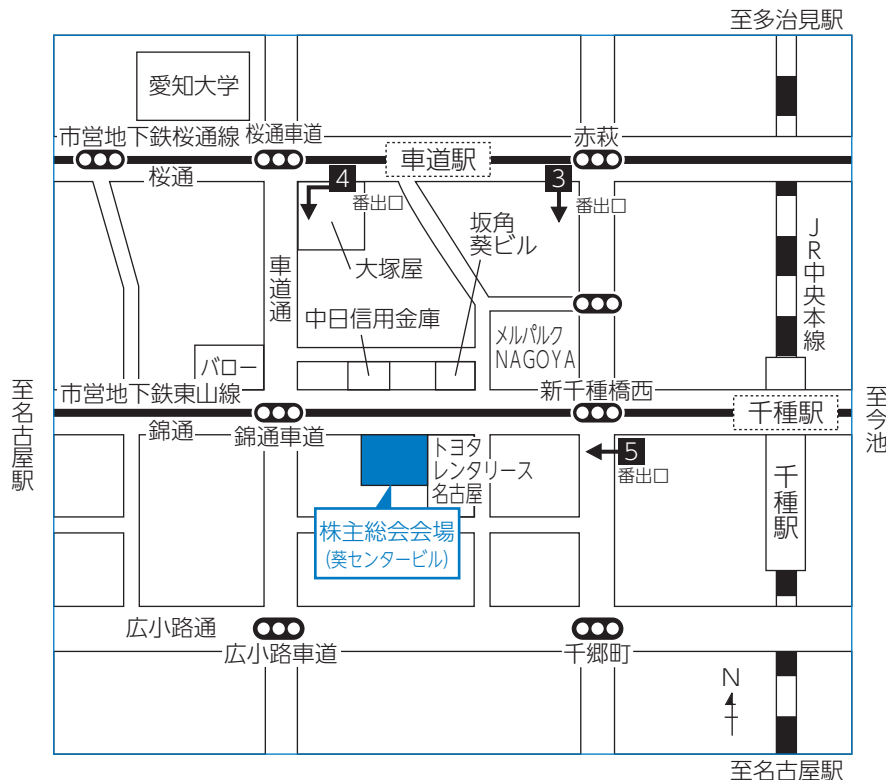 至多治見駅
愛知大学
市営地下鉄桜通線
桜通車道
赤萩
車道駅
桜通
4
番出口
3
番出口
坂角
葵ビル
大塚屋
車道通
JR中央本線
中日信用金庫
メルパルク
NAGOYA
バロー
市営地下鉄東山線
新千種橋西
千種駅
至名古屋駅
至今池
錦通
錦通車道
トヨタ
レンタリース
名古屋
5
番出口
千種駅
株主総会会場
(葵センタービル)
広小路通
広小路車道
千郷町
N
至名古屋駅